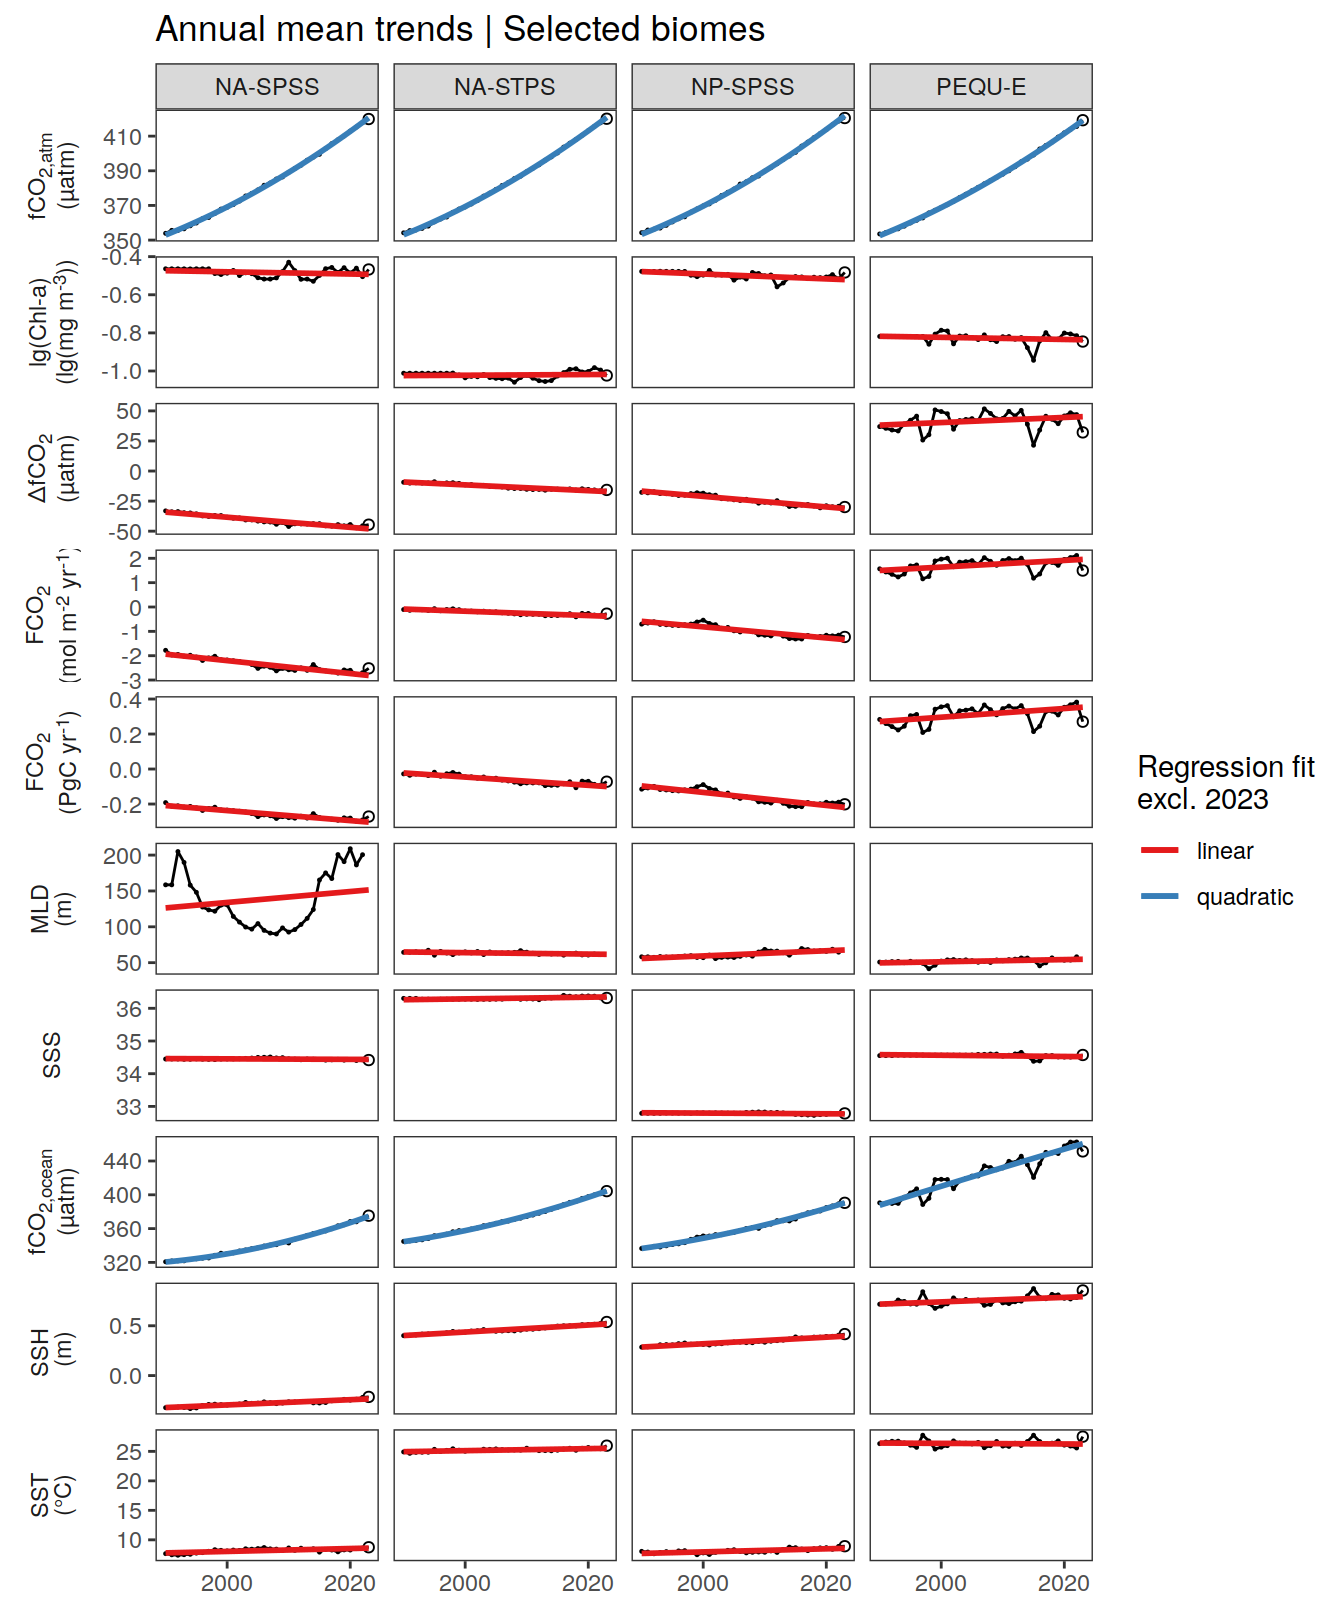 Annual mean trends | Selected biomes
NA-SPSS NA-STPS NP-SPSS PEQU-E
fCO2,atm
(µatm)
410
390
370
350
lg(Chl-a)
(lg(mg m-3))
-0.4
-0.6
-0.8
-1.0
ΔfCO2
(µatm)
50
25
0
-25
-50
FCO2
(mol m-2 yr-1)
2
1
0
-1
-2
-3
FCO2
(PgC yr-1)
0.4
0.2
0.0
-0.2
MLD
(m)
200
150
100
50
SSS
36
35
34
33
fCO2,ocean
(µatm)
440
400
360
320
SSH
(m)
0.5
0.0
SST
(°C)
25
20
15
10
2000 2020 2000 2020 2000 2020 2000 2020
Regression fit
excl. 2023
linear
quadratic